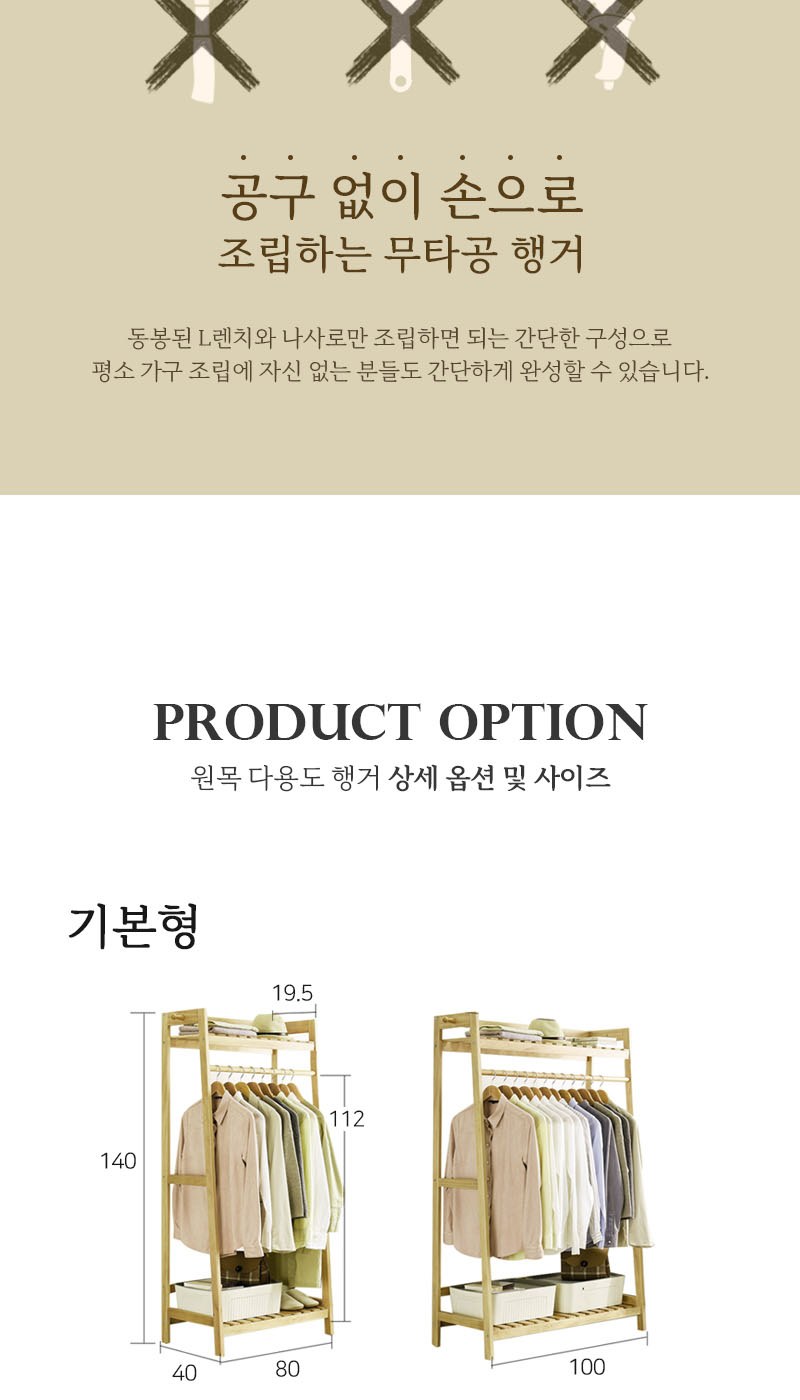 공구 없이 손으로
조립하는 무타공 행거
동봉된 L렌치와 나사로만 조립하면 되는 간단한 구성으로
평소 가구 조립에 자신 없는 분들도 간단하게 완성할 수 있습니다.
PRODUCT OPTION
원목 다용도 행거 상세 옵션 및 사이즈
기본형
19.5
112
140
40
80
100